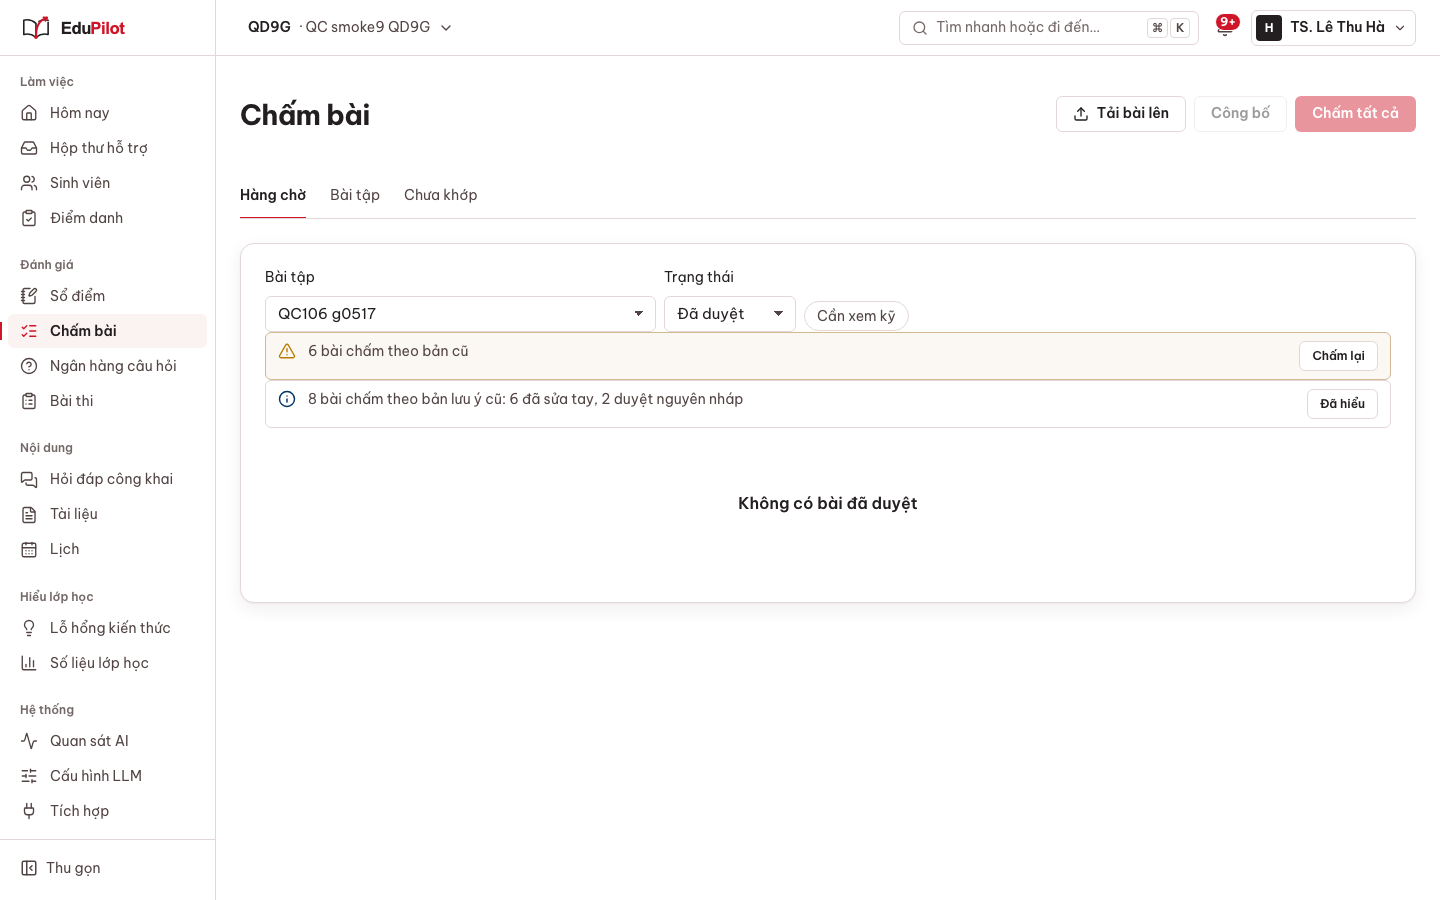 EduPilot
QD9G · QC smoke9 QD9G
Tìm nhanh hoặc đi đến...
⌘ K
9+
H
TS. Lê Thu Hà
Làm việc
Hôm nay
Hộp thư hỗ trợ
Sinh viên
Điểm danh
Đánh giá
Sổ điểm
Chấm bài
Ngân hàng câu hỏi
Bài thi
Nội dung
Hỏi đáp công khai
Tài liệu
Lịch
Hiểu lớp học
Lỗ hổng kiến thức
Số liệu lớp học
Hệ thống
Quan sát AI
Cấu hình LLM
Tích hợp
Thu gọn
Chấm bài
Tải bài lên
Công bố
Chấm tất cả
Hàng chờ
Bài tập
Chưa khớp
Bài tập
Trạng thái
QC106 g0517
Đã duyệt
Cần xem kỹ
6 bài chấm theo bản cũ
Chấm lại
8 bài chấm theo bản lưu ý cũ: 6 đã sửa tay, 2 duyệt nguyên nháp
Đã hiểu
Không có bài đã duyệt